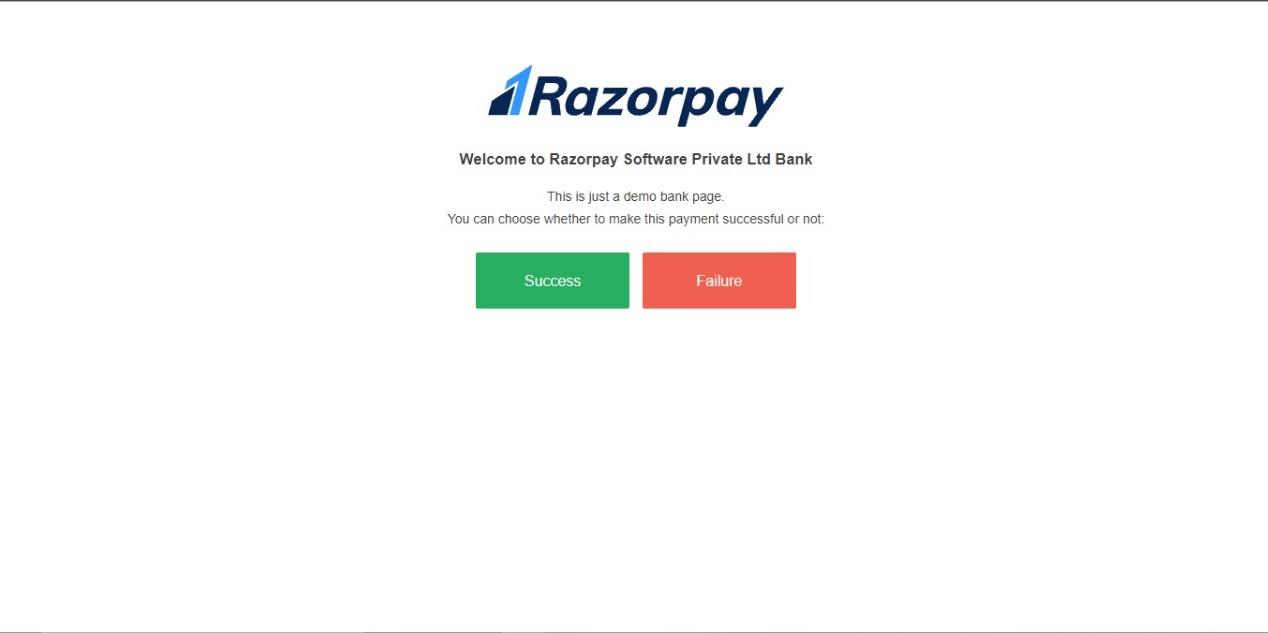 Razorpay
Welcome to Razorpay Software Private Ltd Bank
This is just a demo bank page.
You can choose whether to make this payment successful or not:
Success
Failure